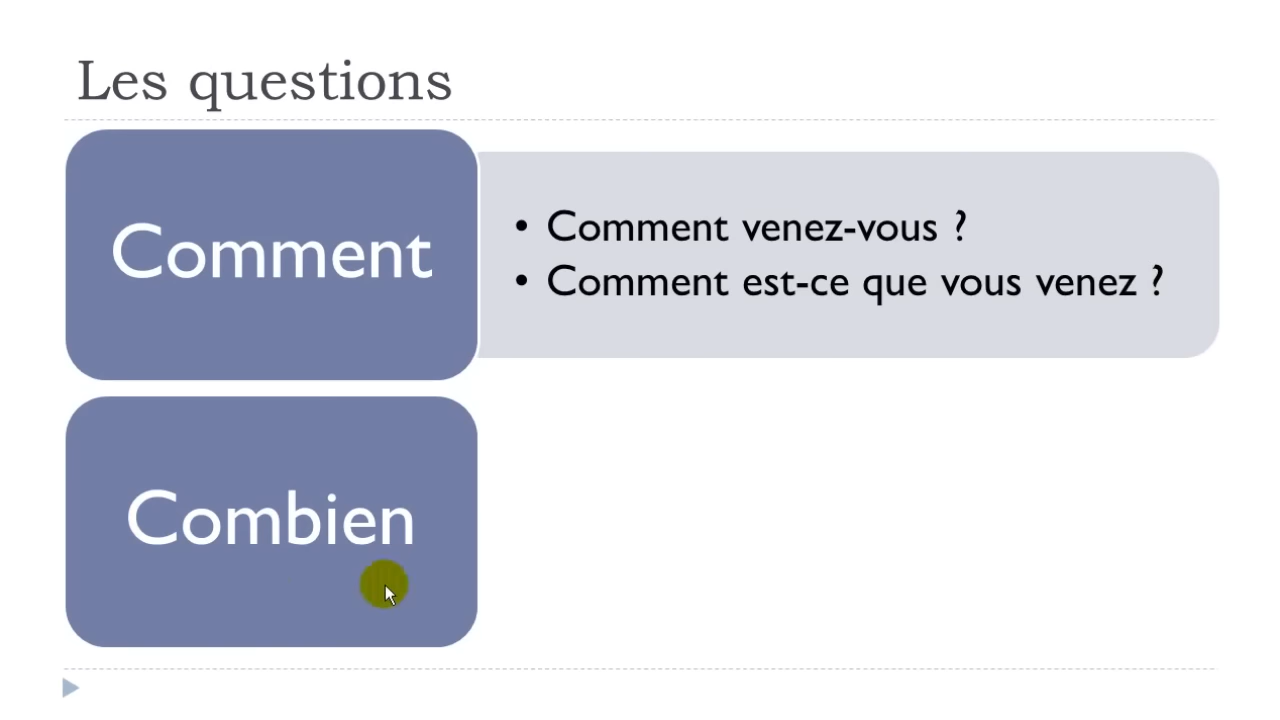 Les questions
Comment
• Comment venez-vous ?
• Comment est-ce que vous venez ?
Combien